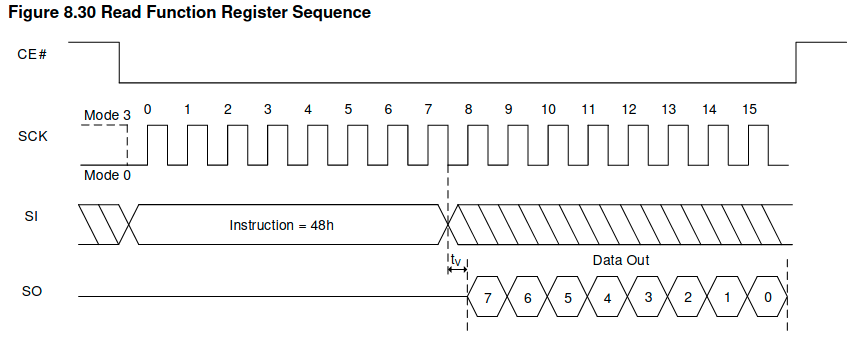 Figure 8.30 Read Function Register Sequence
CE#
Mode 3
0 1 2 3 4 5 6 7 8 9 10 11 12 13 14 15
SCK
Mode 0
SI
Instruction = 48h
tV
Data Out
SO
7 6 5 4 3 2 1 0